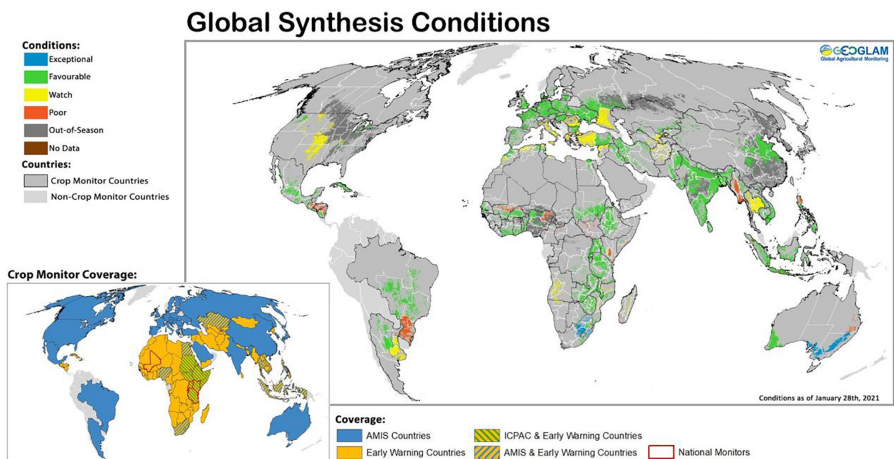 Global Synthesis Conditions
Conditions:
Exceptional
Favourable
Watch
Poor
Out-of-Season
No Data
Countries:
Crop Monitor Countries
Non-Crop Monitor Countries
GEOGLAM
Global Agricultural Monitoring
Conditions as of January 28th, 2021
Crop Monitor Coverage:
Coverage:
AMIS Countries
Early Warning Countries
ICPAC & Early Warning Countries
AMIS & Early Warning Countries
National Monitors